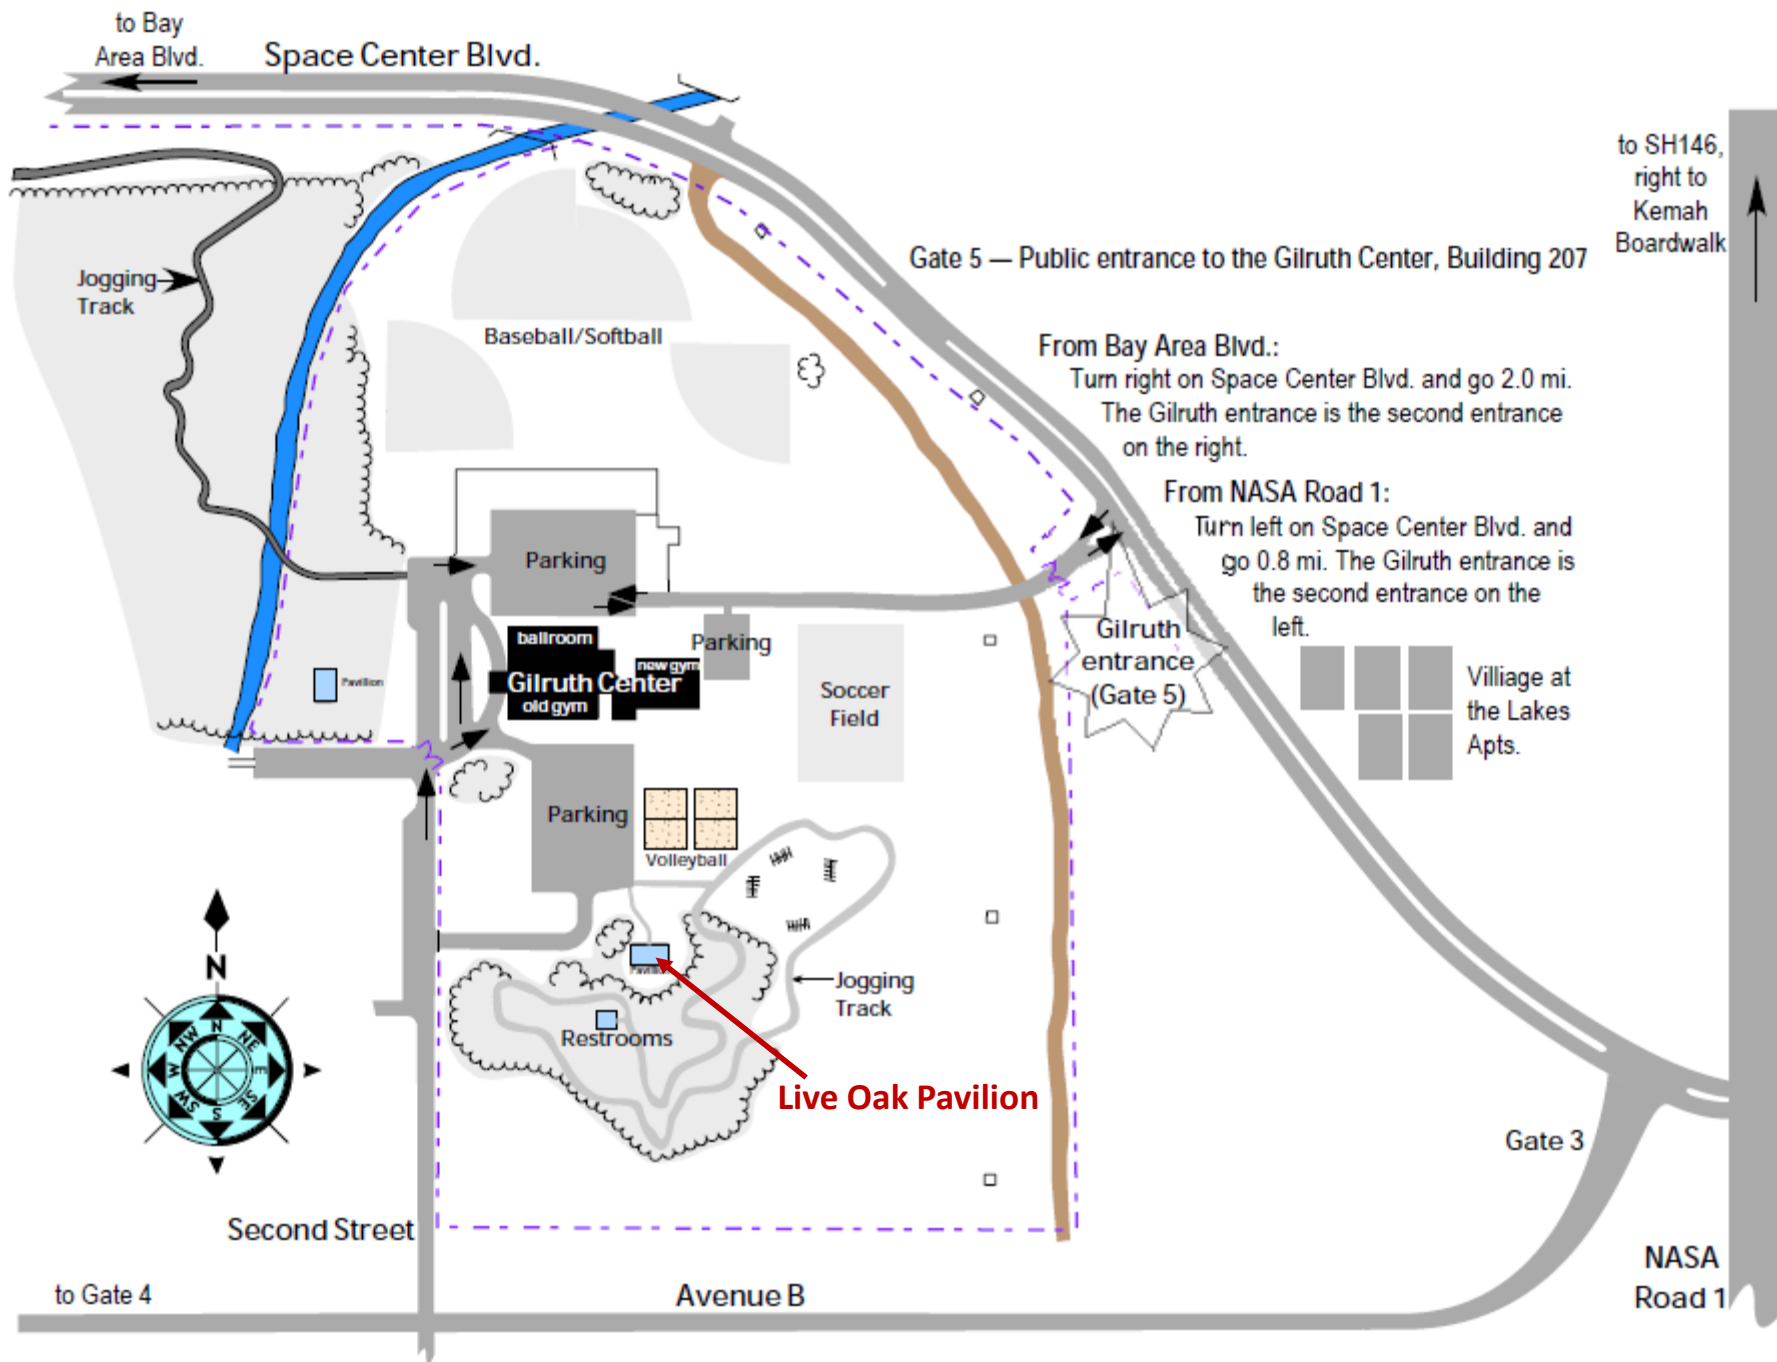 to Bay
Area Blvd.
Space Center Blvd.
to SH146,
right to
Kemah
Boardwalk
Jogging
Track
Gate 5 — Public entrance to the Gilruth Center, Building 207
Baseball/Softball
From Bay Area Blvd.:
Turn right on Space Center Blvd. and go 2.0 mi.
The Gilruth entrance is the second entrance
on the right.
From NASA Road 1:
Turn left on Space Center Blvd. and
go 0.8 mi. The Gilruth entrance is
the second entrance on the
left.
Parking
Parking
ballroom
new gym
Gilruth Center
old gym
Gilruth
entrance
(Gate 5)
Pavillion
Soccer
Field
Villiage at
the Lakes
Apts.
Parking
Volleyball
N
Pavillion
Jogging
Track
Restrooms
N
NE
E
SE
S
SW
W
NW
Live Oak Pavilion
Gate 3
Second Street
NASA
Road 1
to Gate 4
Avenue B